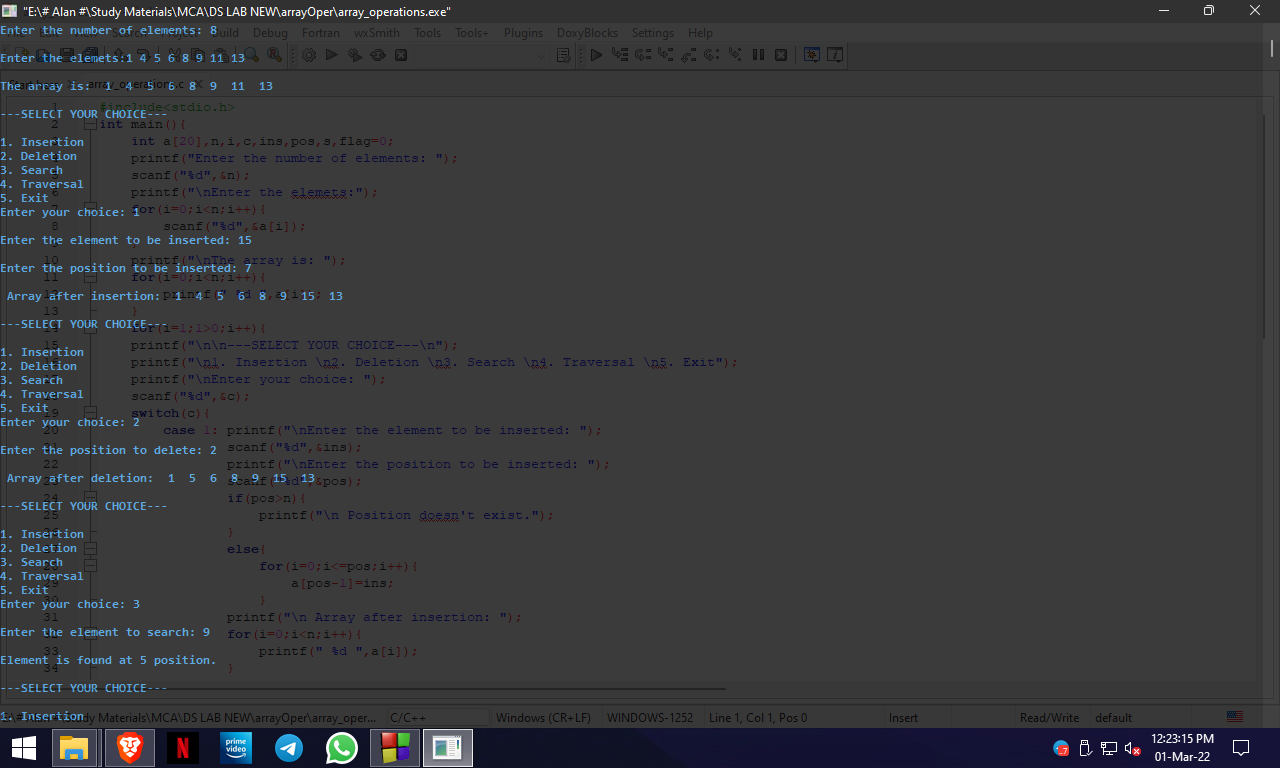 "E:\# Alan #\Study Materials\MCA\DS LAB NEW\arrayOper\array_operations.exe"
Enter the number of elements: 8
Build Debug Fortran wxSmith Tools Tools+ Plugins DoxyBlocks Settings Help
Enter the elemets:1 4 5 6 8 9 11 13
array_operations.c
The array is:  1  4  5  6  8  9  11  13
---SELECT YOUR CHOICE---
1. Insertion
2. Deletion
3. Search
4. Traversal
5. Exit
Enter your choice: 1
Enter the element to be inserted: 15
Enter the position to be inserted: 7
Array after insertion:  1  4  5  6  8  9  15  13
---SELECT YOUR CHOICE---
1. Insertion
2. Deletion
3. Search
4. Traversal
5. Exit
Enter your choice: 2
Enter the position to delete: 2
Array after deletion:  1  5  6  8  9  15  13
---SELECT YOUR CHOICE---
1. Insertion
2. Deletion
3. Search
4. Traversal
5. Exit
Enter your choice: 3
Enter the element to search: 9
Element is found at 5 position.
---SELECT YOUR CHOICE---
1. Insertion
#include<stdio.h>
int main(){
int a[20],n,i,c,ins,pos,s,flag=0;
printf("Enter the number of elements: ");
scanf("%d",&n);
printf("\nEnter the elemets:");
for(i=0;i<n;i++){
scanf("%d",&a[i]);
printf("\nThe array is: ");
for(i=0;i<n;i++){
printf(" %d ",a[i]);
}
for(i=1;1>0;i++){
printf("\n\n---SELECT YOUR CHOICE---\n");
printf("\n1. Insertion \n2. Deletion \n3. Search \n4. Traversal \n5. Exit");
printf("\nEnter your choice: ");
scanf("%d",&c);
switch(c){
case 1: printf("\nEnter the element to be inserted: ");
scanf("%d",&ins);
printf("\nEnter the position to be inserted: ");
scanf("%d",&pos);
if(pos>n){
printf("\n Position doesn't exist.");
}
else{
for(i=0;i<=pos;i++){
a[pos-1]=ins;
}
printf("\n Array after insertion: ");
for(i=0;i<n;i++){
printf(" %d ",a[i]);
}
Study Materials\MCA\DS LAB NEW\arrayOper\array_oper... C/C++ Windows (CR+LF) WINDOWS-1252 Line 1, Col 1, Pos 0 Insert Read/Write default
prime video
12:23:15 PM
01-Mar-22